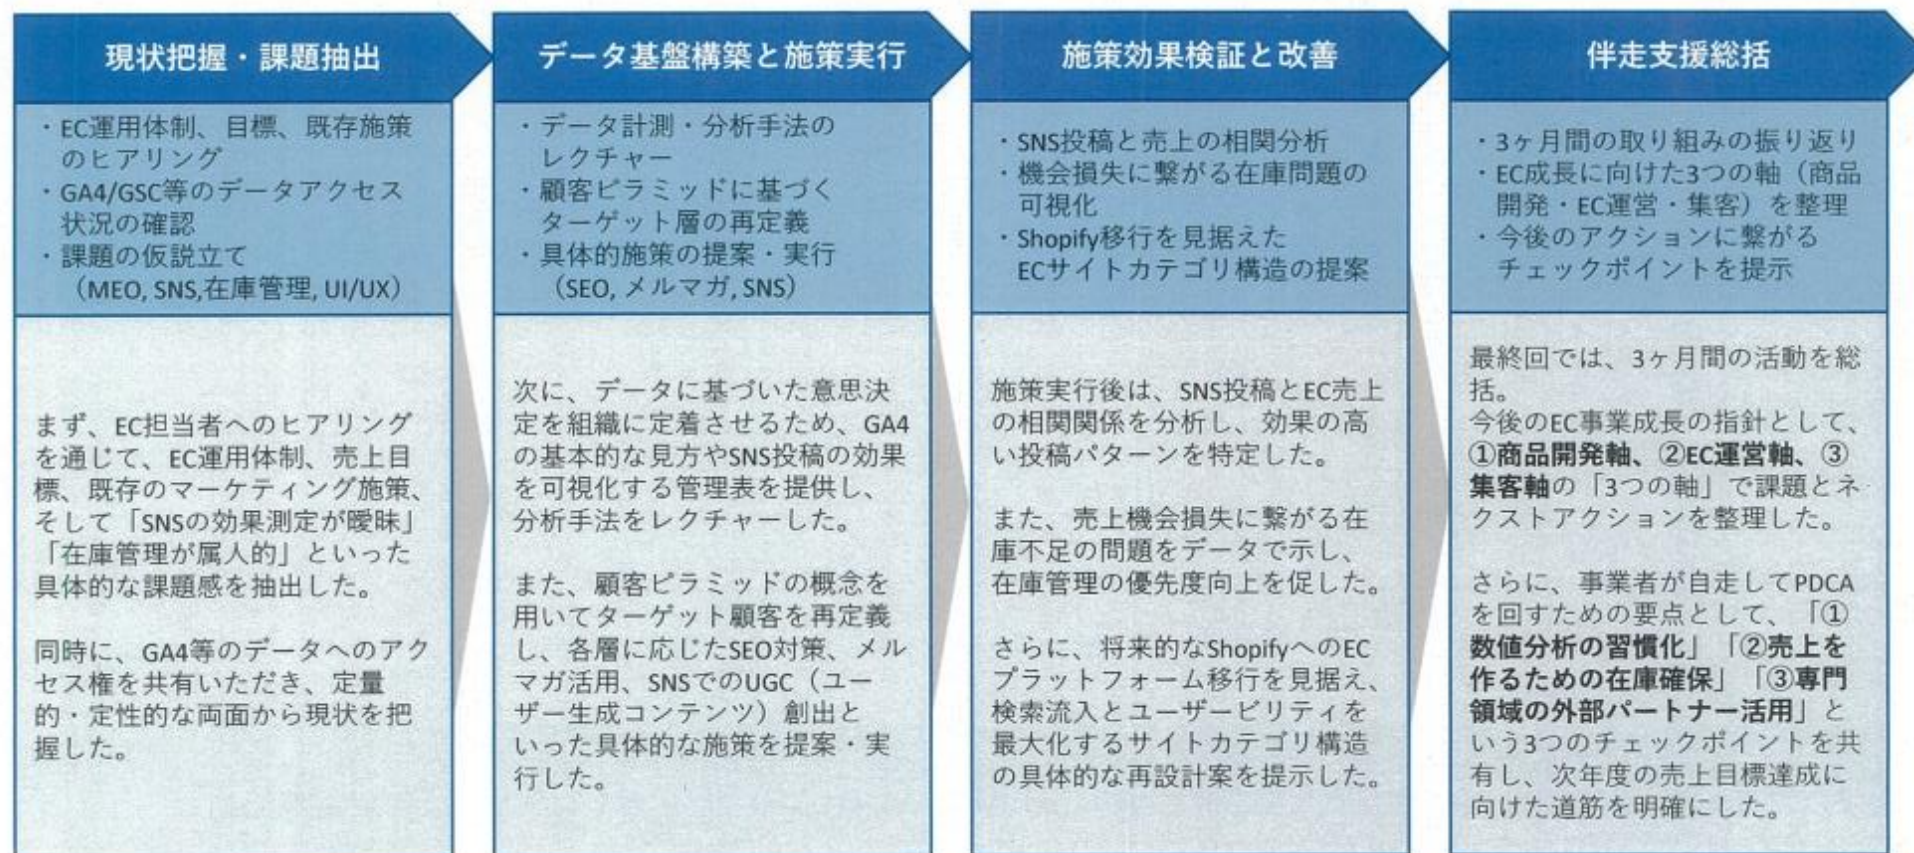 現状把握・課題抽出
・EC運用体制、目標、既存施策
のヒアリング
・GA4/GSC等のデータアクセス
状況の確認
・課題の仮説立て
（MEO, SNS,在庫管理, UI/UX）
まず、EC担当者へのヒアリング
を通じて、EC運用体制、売上目
標、既存のマーケティング施策、
そして「SNSの効果測定が曖昧」
「在庫管理が属人的」といった
具体的な課題感を抽出した。
同時に、GA4等のデータへのアク
セス権を共有いただき、定量
的・定性的な両面から現状を把
握した。
データ基盤構築と施策実行
・データ計測・分析手法の
レクチャー
・顧客ピラミッドに基づく
ターゲット層の再定義
・具体的施策の提案・実行
（SEO, メルマガ, SNS）
次に、データに基づいた意思決
定を組織に定着させるため、GA4
の基本的な見方やSNS投稿の効果
を可視化する管理表を提供し、
分析手法をレクチャーした。
また、顧客ピラミッドの概念を
用いてターゲット顧客を再定義
し、各層に応じたSEO対策、メル
マガ活用、SNSでのUGC（ユー
ザー生成コンテンツ）創出と
いった具体的な施策を提案・実
行した。
施策効果検証と改善
・SNS投稿と売上の相関分析
・機会損失に繋がる在庫問題の
可視化
・Shopify移行を見据えた
ECサイトカテゴリ構造の提案
施策実行後は、SNS投稿とEC売上
の相関関係を分析し、効果の高
い投稿パターンを特定した。
また、売上機会損失に繋がる在
庫不足の問題をデータで示し、
在庫管理の優先度向上を促した。
さらに、将来的なShopifyへのEC
プラットフォーム移行を見据え、
検索流入とユーザービリティを
最大化するサイトカテゴリ構造
の具体的な再設計案を提示した。
伴走支援総括
・3ヶ月間の取り組みの振り返り
・EC成長に向けた3つの軸（商品
開発・EC運営・集客）を整理
・今後のアクションに繋がる
チェックポイントを提示
最終回では、3ヶ月間の活動を総
括。
今後のEC事業成長の指針として、
①商品開発軸、②EC運営軸、③
集客軸の「3つの軸」で課題とネ
クストアクションを整理した。
さらに、事業者が自走してPDCA
を回すための要点として、「①
数値分析の習慣化」「②売上を
作るための在庫確保」「③専門
領域の外部パートナー活用」と
いう3つのチェックポイントを共
有し、次年度の売上目標達成に
向けた道筋を明確にした。